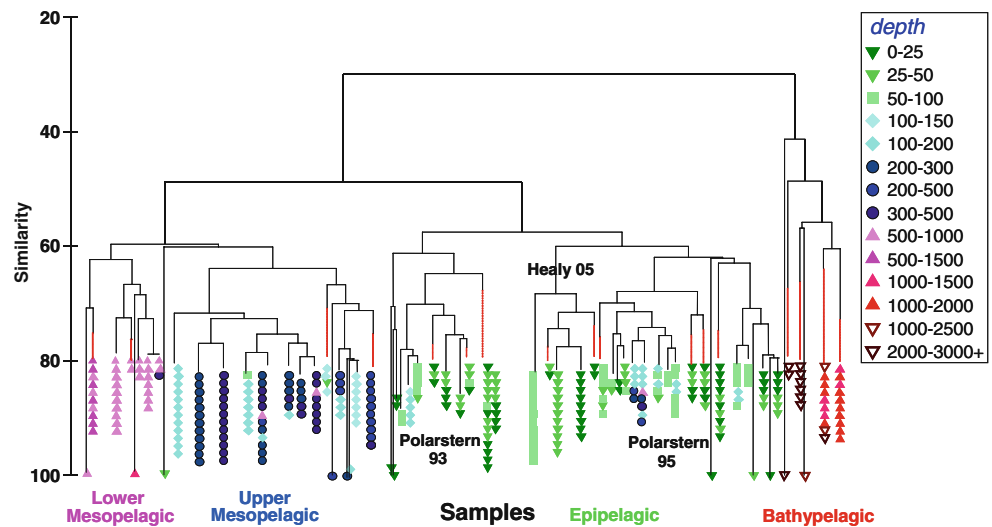 20
40
60
80
100
Similarity
depth
0-25
25-50
50-100
100-150
100-200
200-300
200-500
300-500
500-1000
500-1500
1000-1500
1000-2000
1000-2500
2000-3000+
Healy 05
Polarstern
93
Polarstern
95
Lower
Mesopelagic
Upper
Mesopelagic
Samples
Epipelagic
Bathypelagic